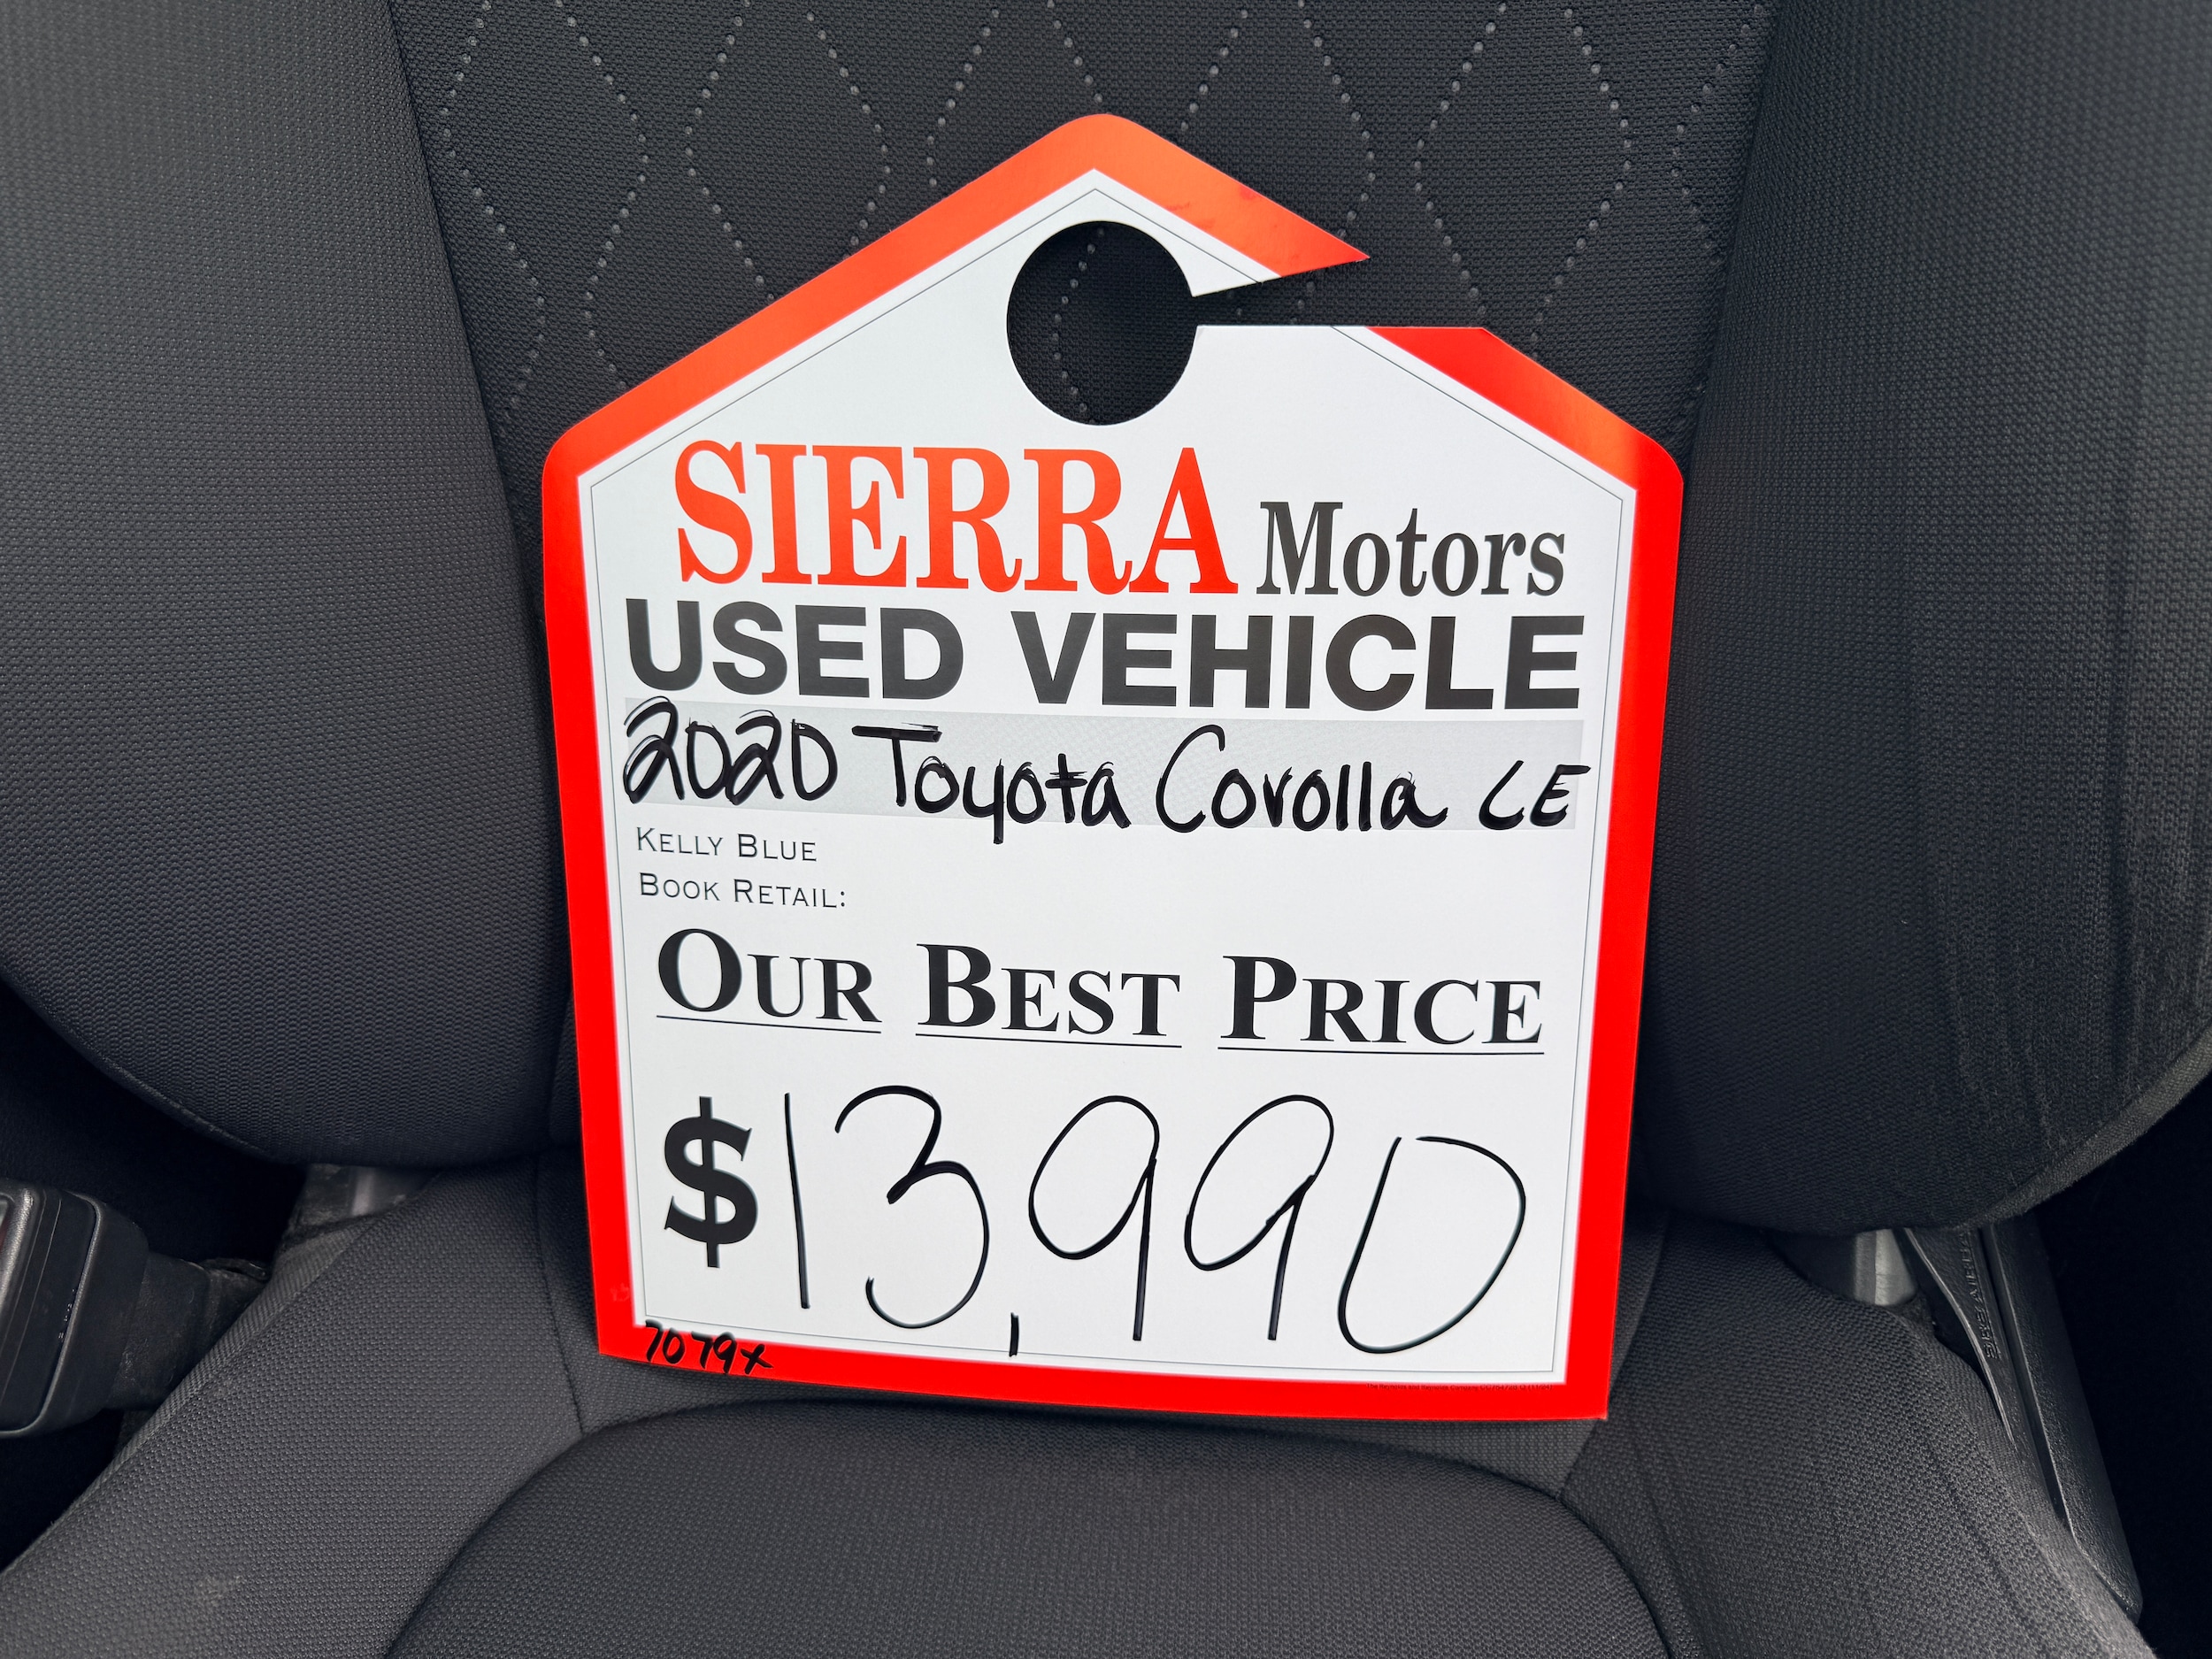 SIERRA Motors
USED VEHICLE
2020 Toyota Corolla LE
KELLY BLUE
BOOK RETAIL:
OUR BEST PRICE
$13,990
7079x